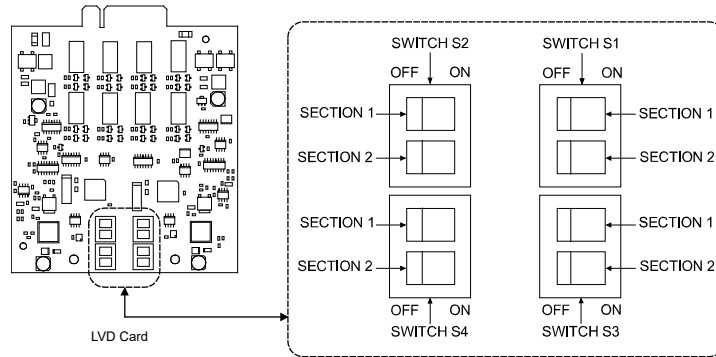 SWITCH S2
SWITCH S1
OFF ON
OFF ON
SECTION 1
SECTION 1
SECTION 2
SECTION 2
SECTION 1
SECTION 1
SECTION 2
SECTION 2
OFF ON
OFF ON
SWITCH S4
SWITCH S3
LVD Card